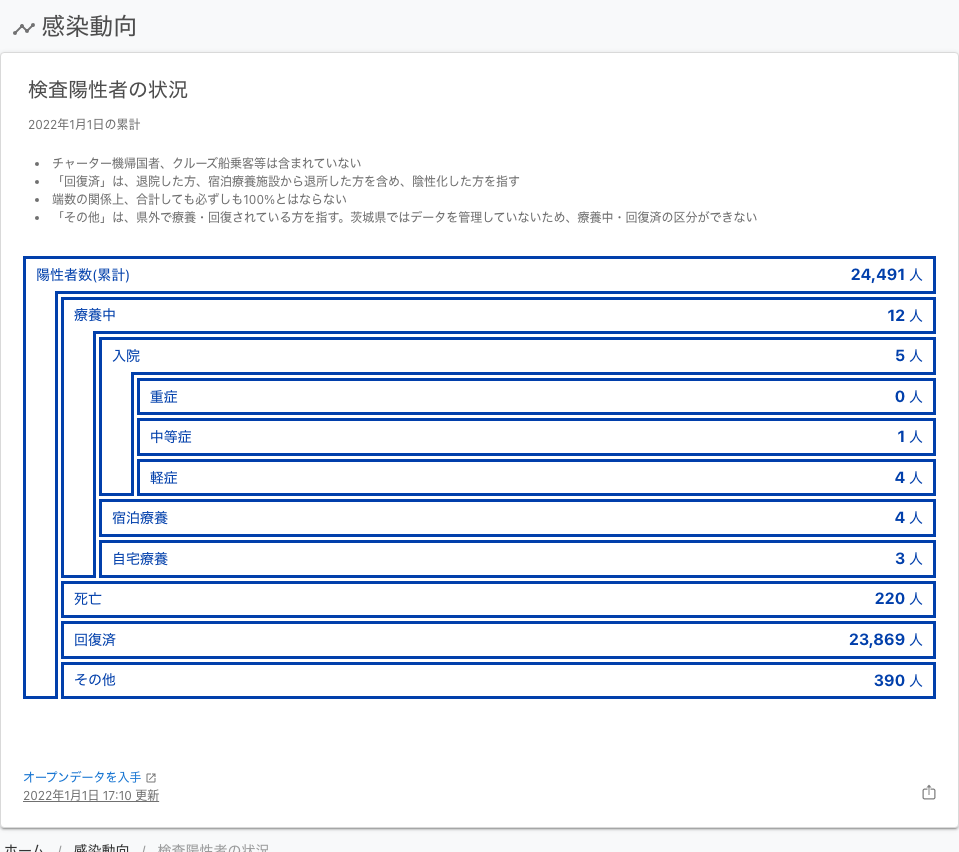 感染動向
検査陽性者の状況
2022年1月1日の累計
チャーター機帰国者、クルーズ船乗客等は含まれていない
「回復済」は、退院した方、宿泊療養施設から退所した方を含め、陰性化した方を指す
端数の関係上、合計しても必ずしも100%とはならない
「その他」は、県外で療養・回復されている方を指す。茨城県ではデータを管理していないため、療養中・回復済の区分ができない
陽性者数(累計) 24,491 人
療養中 12 人
入院 5 人
重症 0 人
中等症 1 人
軽症 4 人
宿泊療養 4 人
自宅療養 3 人
死亡 220 人
回復済 23,869 人
その他 390 人
オープンデータを入手
2022年1月1日 17:10 更新
ホーム / 感染動向 / 検査陽性者の状況